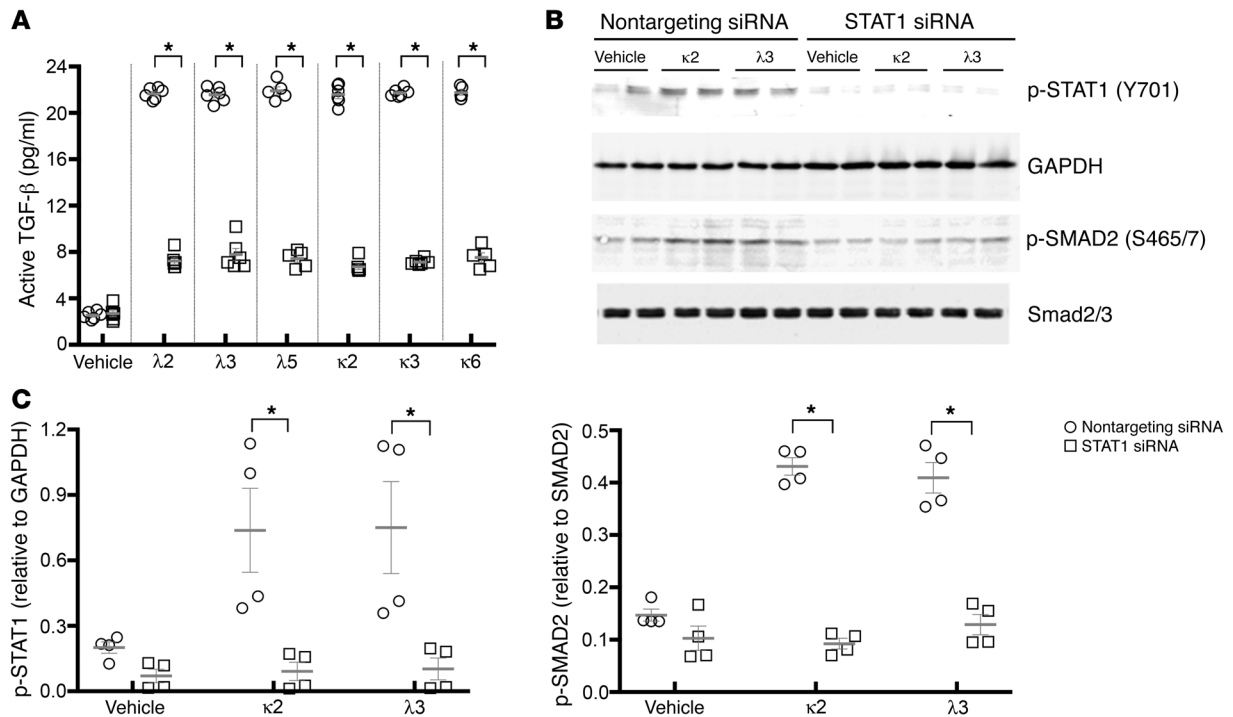 A
* * * * * *
24
20
16
12
8
4
0
Active TGF-β (pg/ml)
Vehicle λ2 λ3 λ5 κ2 κ3 κ6
B
Nontargeting siRNA STAT1 siRNA
Vehicle κ2 λ3 Vehicle κ2 λ3
p-STAT1 (Y701)
GAPDH
p-SMAD2 (S465/7)
Smad2/3
C
* *
1.2
0.9
0.6
0.3
0.0
p-STAT1 (relative to GAPDH)
Vehicle κ2 λ3
* *
0.5
0.4
0.3
0.2
0.1
0.0
p-SMAD2 (relative to SMAD2)
Vehicle κ2 λ3
Nontargeting siRNA
STAT1 siRNA